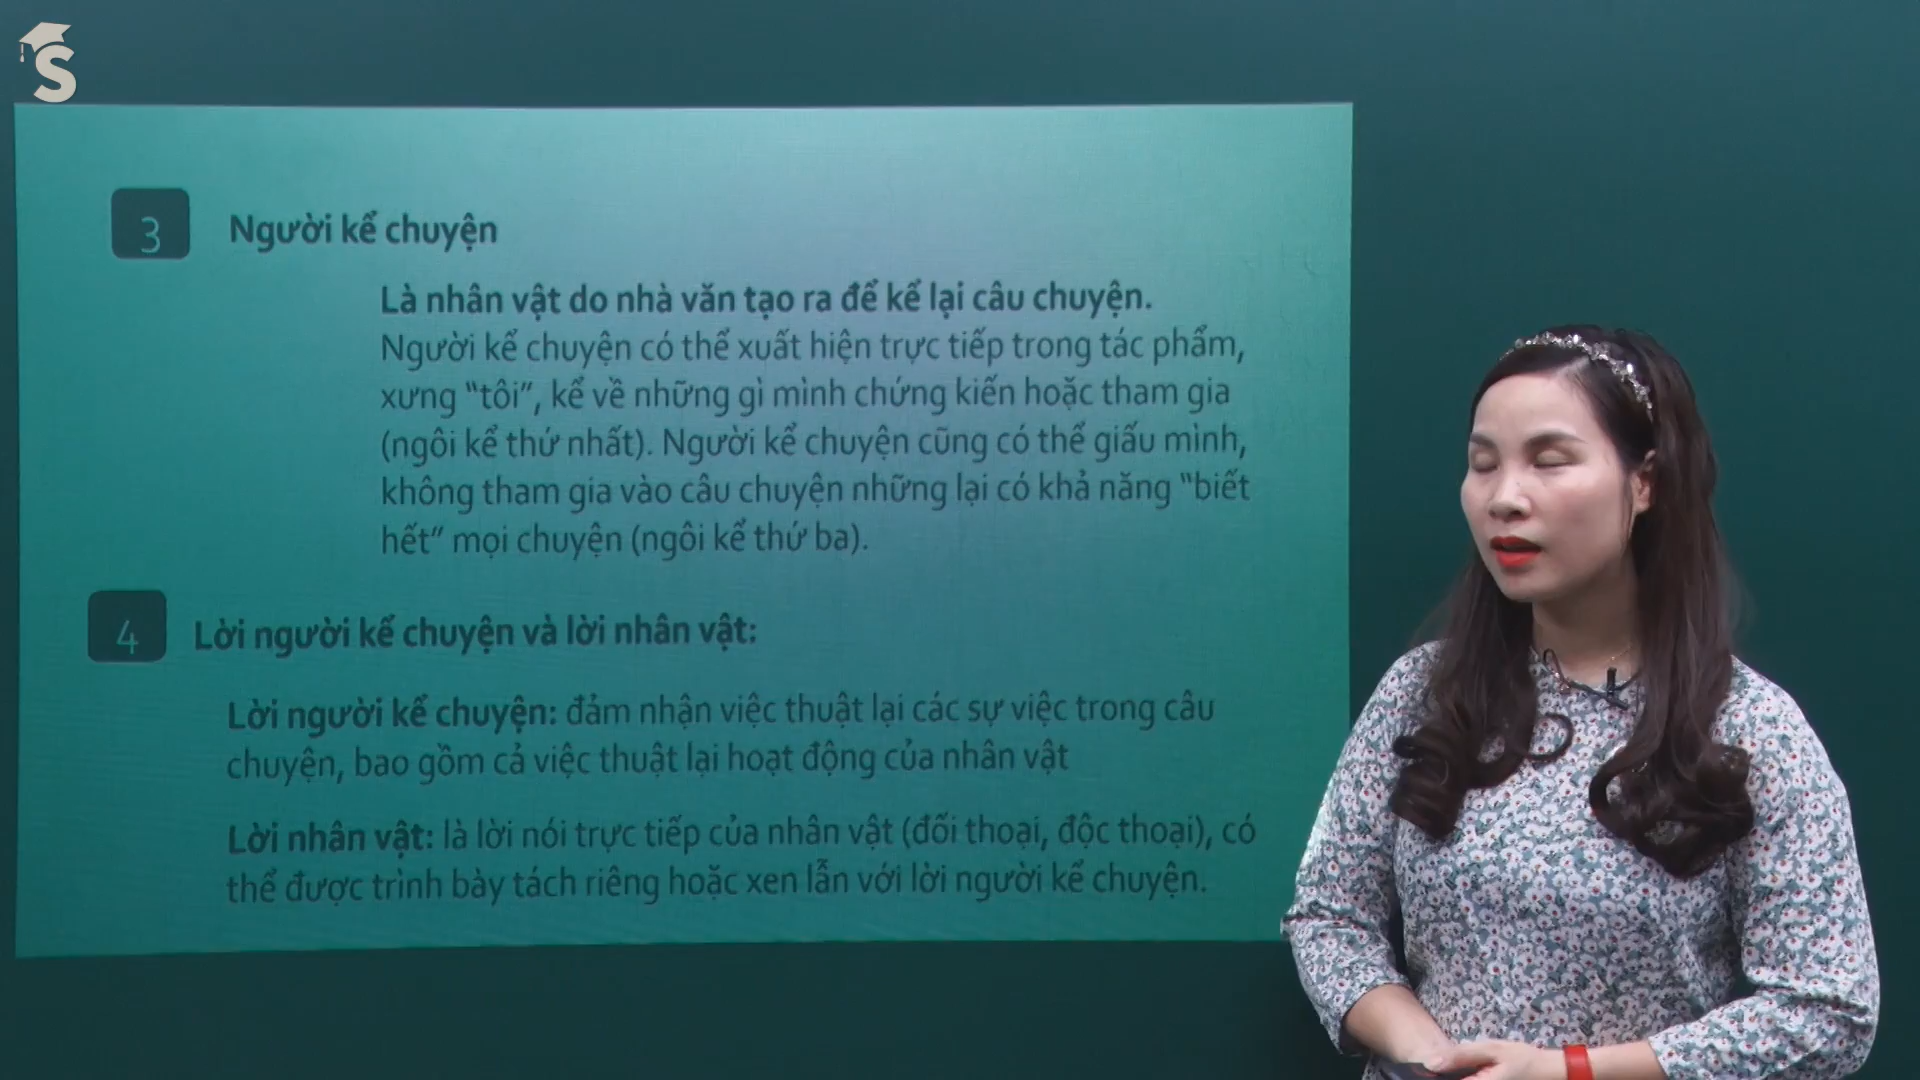 S
3
Người kể chuyện
Là nhân vật do nhà văn tạo ra để kể lại câu chuyện.
Người kể chuyện có thể xuất hiện trực tiếp trong tác phẩm,
xưng “tôi”, kể về những gì mình chứng kiến hoặc tham gia
(ngôi kể thứ nhất). Người kể chuyện cũng có thể giấu mình,
không tham gia vào câu chuyện những lại có khả năng “biết
hết” mọi chuyện (ngôi kể thứ ba).
4
Lời người kể chuyện và lời nhân vật:
Lời người kể chuyện: đảm nhận việc thuật lại các sự việc trong câu
chuyện, bao gồm cả việc thuật lại hoạt động của nhân vật
Lời nhân vật: là lời nói trực tiếp của nhân vật (đối thoại, độc thoại), có
thể được trình bày tách riêng hoặc xen lẫn với lời người kể chuyện.